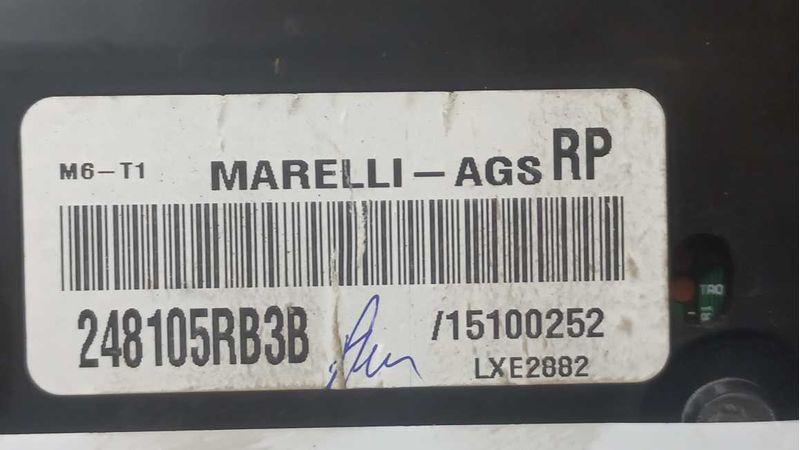 M6-T1 MARELLI-AGS RP
248105RB3B /15100252
LXE2882